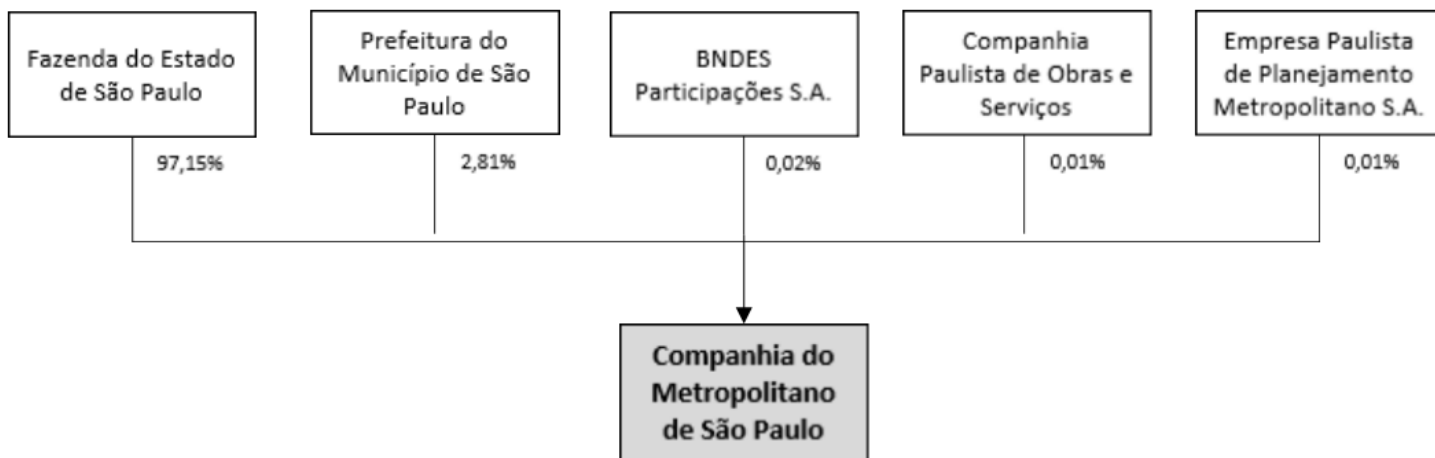 Fazenda do Estado
de São Paulo
Prefeitura do
Município de São
Paulo
BNDES
Participações S.A.
Companhia
Paulista de Obras e
Serviços
Empresa Paulista
de Planejamento
Metropolitano S.A.
97,15%
2,81%
0,02%
0,01%
0,01%
Companhia do
Metropolitano
de São Paulo